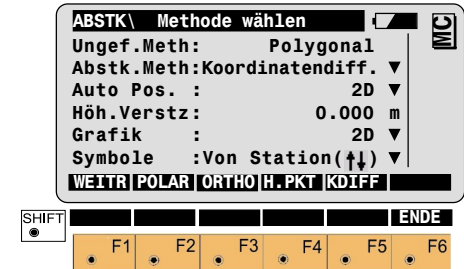 ABSTK\ Methode wählen
MC
Ungef.Meth: Polygonal
Abstk.Meth:Koordinatendiff. ▼
Auto Pos. : 2D ▼
Höh.Verstz: 0.000 m
Grafik : 2D ▼
Symbole :Von Station(↑↓) ▼
WEITR POLAR ORTHO H.PKT KDIFF
SHIFT ENDE
F1 F2 F3 F4 F5 F6